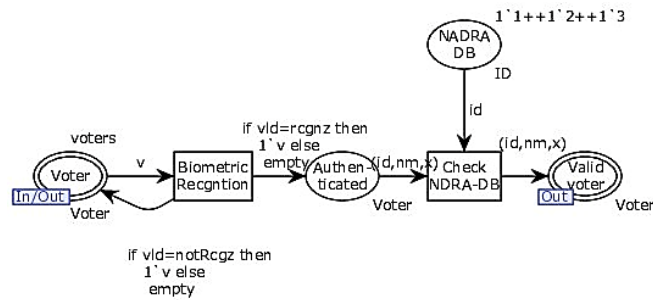 1`1++1`2++1`3
NADRA
DB
ID
id
voters
if vld=rcgnz then
1`v else
empty
(id,nm,x)
v
Voter
In/Out
Voter
Biometric
Recgntion
Authen-
ticated
(id,nm,x)
Voter
Check
NDRA-DB
Valid
voter
Out
Voter
if vld=notRcgz then
1`v else
empty